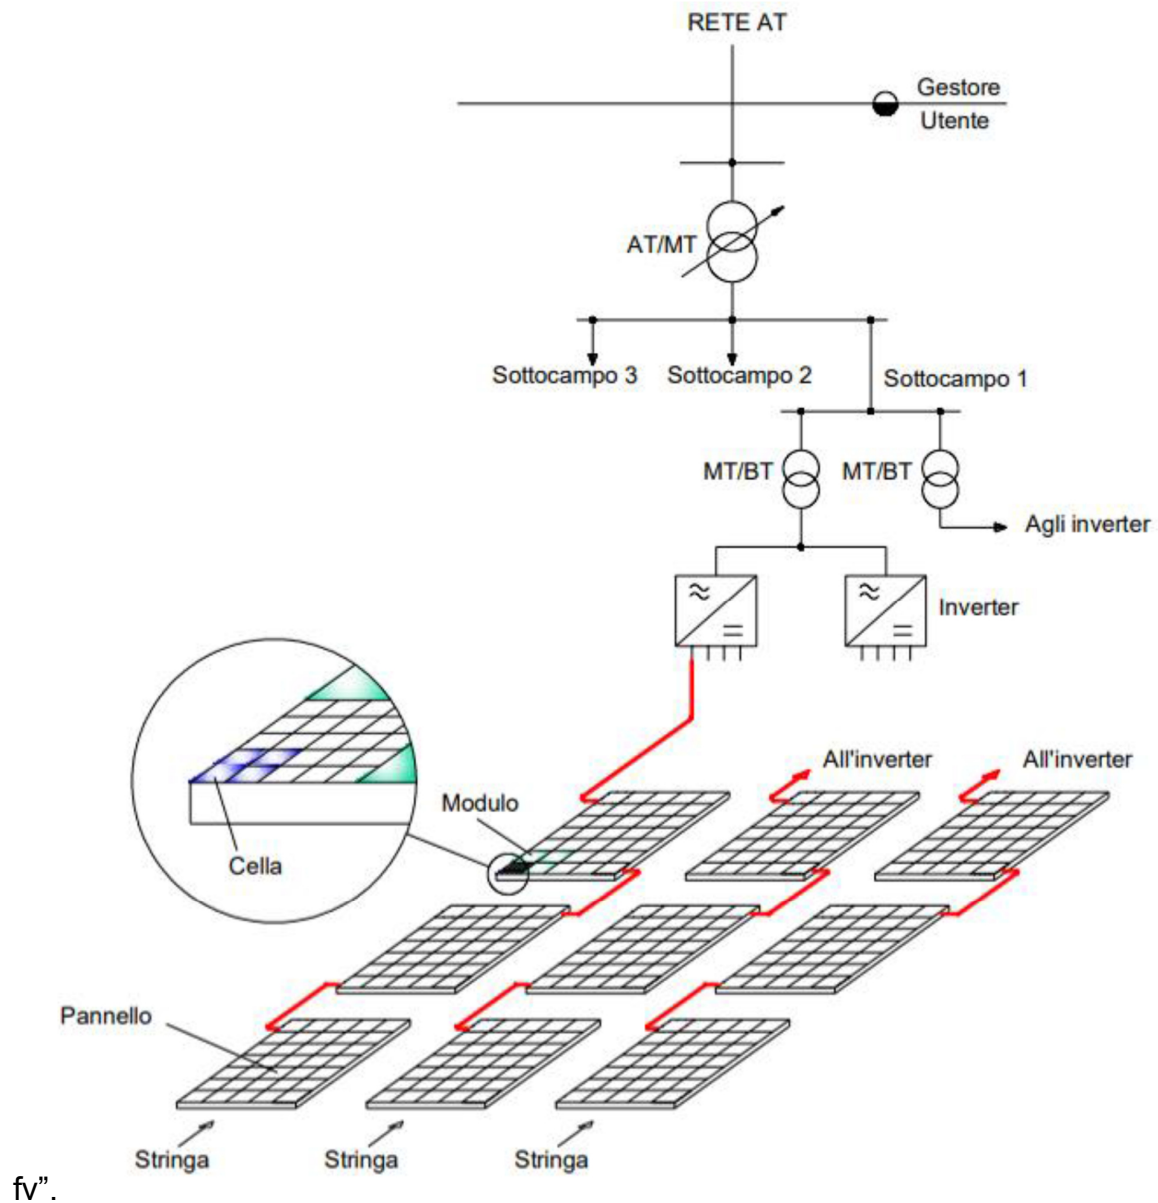 RETE AT
Gestore
Utente
AT/MT
Sottocampo 3
Sottocampo 2
Sottocampo 1
MT/BT
MT/BT
Agli inverter
Inverter
All'inverter
All'inverter
Modulo
Cella
Pannello
Stringa
Stringa
Stringa
fv”.